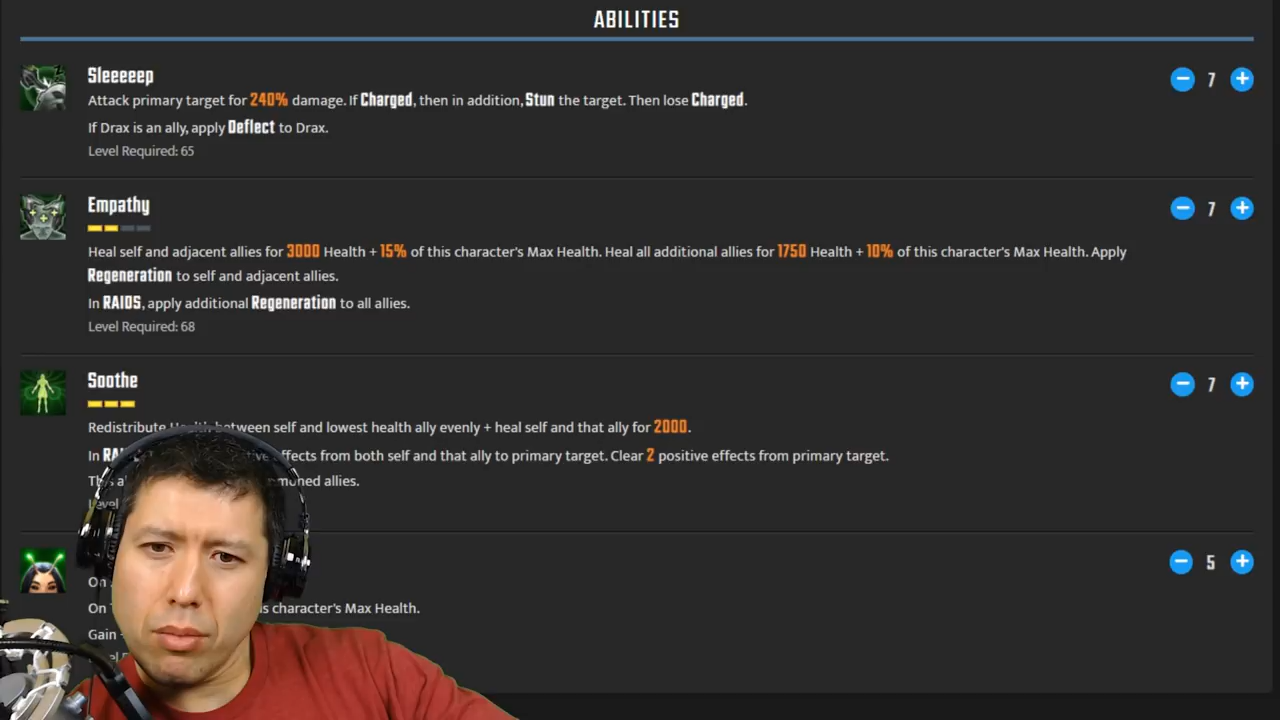 ABILITIES
Sleeeeep
7
Attack primary target for 240% damage. If Charged, then in addition, Stun the target. Then lose Charged.
If Drax is an ally, apply Deflect to Drax.
Level Required: 65
Empathy
7
Heal self and adjacent allies for 3000 Health + 15% of this character's Max Health. Heal all additional allies for 1750 Health + 10% of this character's Max Health. Apply
Regeneration to self and adjacent allies.
In RAIDS, apply additional Regeneration to all allies.
Level Required: 68
Soothe
7
Redistribute between self and lowest health ally evenly + heal self and that ally for 2000.
In from both self and that ally to primary target. Clear 2 positive effects from primary target.
allies.
5
On
On character's Max Health.
Gain